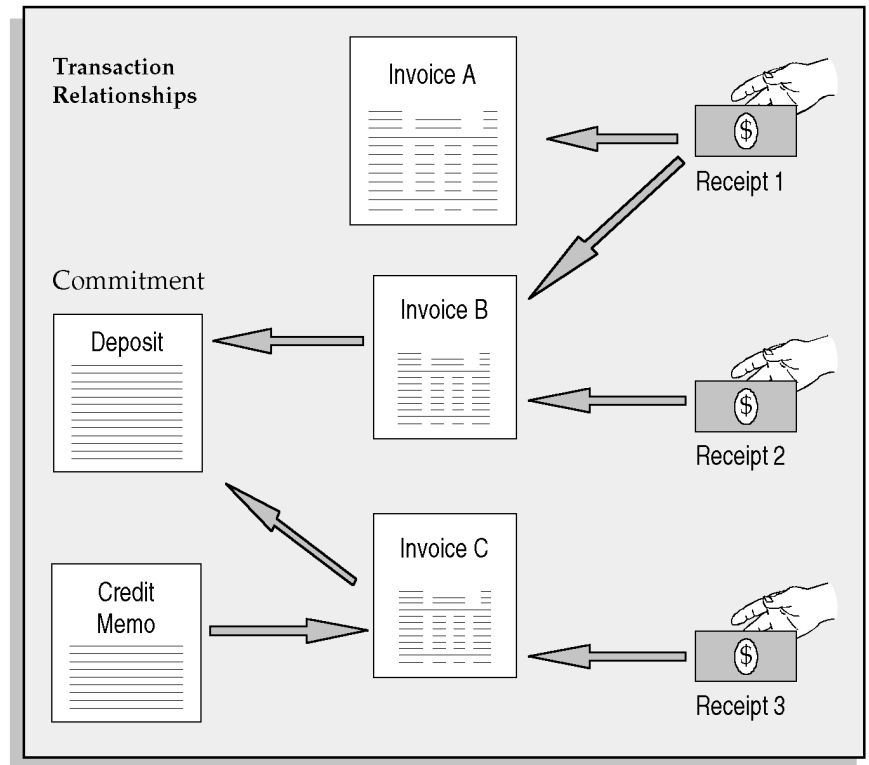 Transaction
Relationships
Invoice A
$
Receipt 1
Commitment
Deposit
Invoice B
$
Receipt 2
Credit
Memo
Invoice C
$
Receipt 3